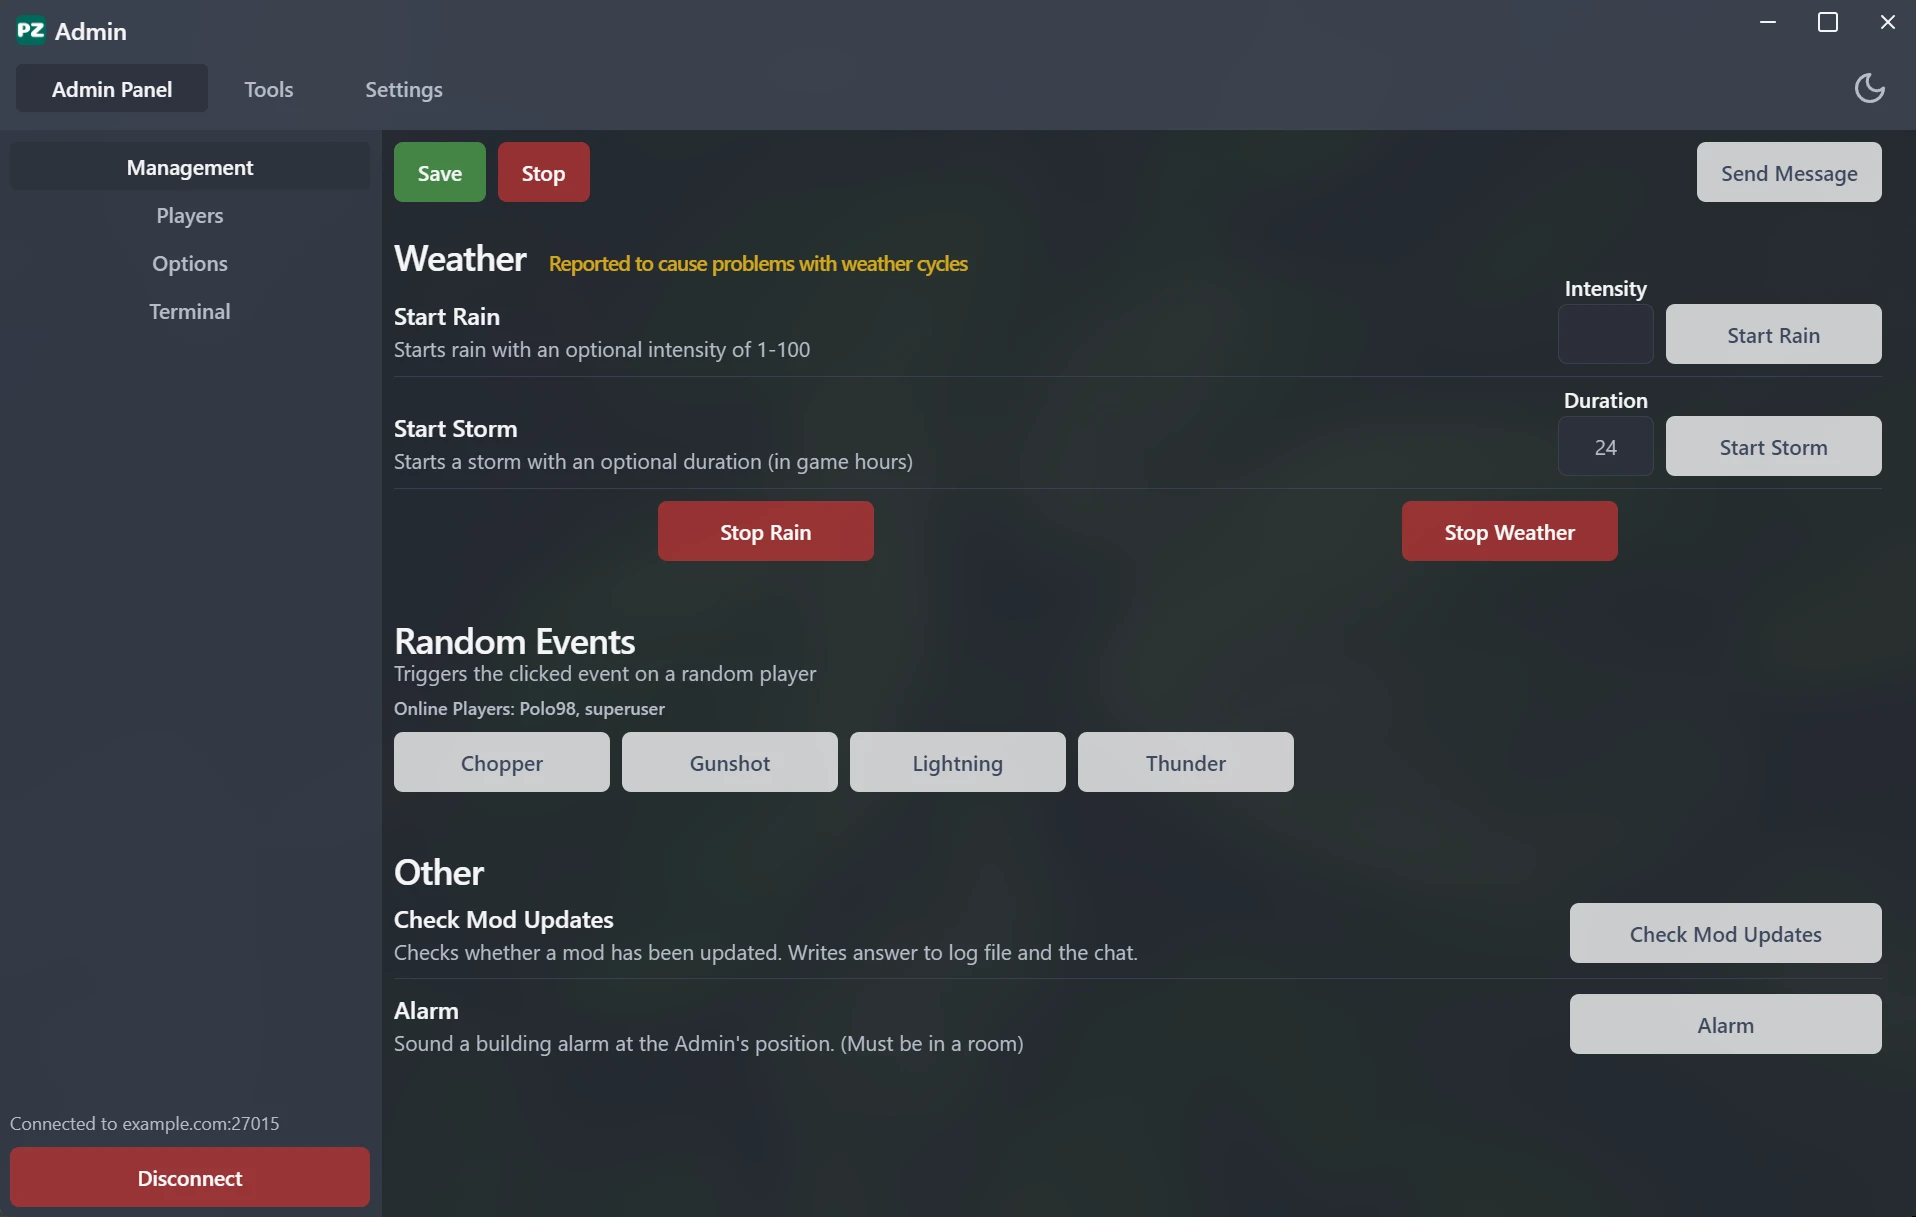 PZ Admin
Admin Panel Tools Settings
Management
Players
Options
Terminal
Connected to example.com:27015
Disconnect
Save Stop Send Message
Weather Reported to cause problems with weather cycles
Start Rain
Starts rain with an optional intensity of 1-100
Intensity
Start Rain
Start Storm
Starts a storm with an optional duration (in game hours)
Duration
24
Start Storm
Stop Rain Stop Weather
Random Events
Triggers the clicked event on a random player
Online Players: Polo98, superuser
Chopper Gunshot Lightning Thunder
Other
Check Mod Updates
Checks whether a mod has been updated. Writes answer to log file and the chat.
Check Mod Updates
Alarm
Sound a building alarm at the Admin's position. (Must be in a room)
Alarm